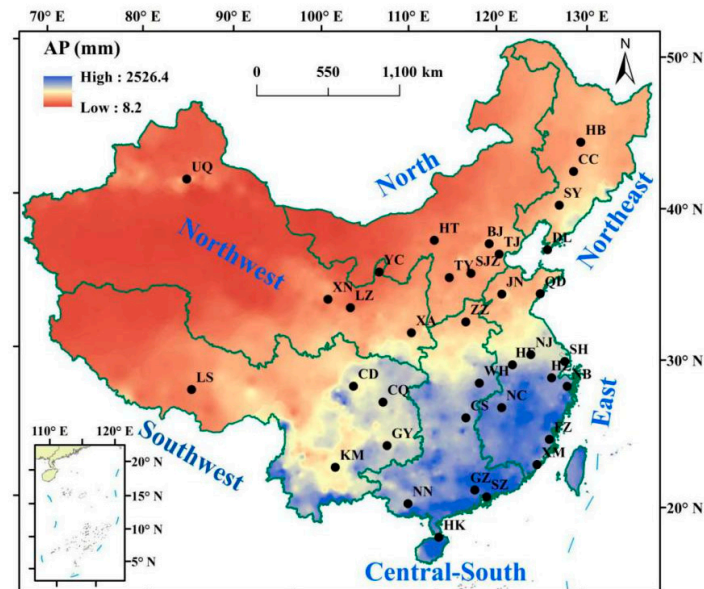 70° E 80° E 90° E 100° E 110° E 120° E 130° E
AP (mm)
High : 2526.4
Low : 8.2
0 550 1,100 km
N
50° N
40° N
30° N
20° N
HB
CC
SY
DL
UQ
North
Northeast
Northwest
HT
BJ
TJ
YC
TY
SJZ
XN
LZ
JN
QD
XA
ZZ
NJ
SH
HZ
NB
LS
CD
CQ
WH
NC
CS
East
Southwest
GY
KM
FZ
XM
NN
GZ
SZ
HK
Central-South
110° E 120° E
20° N
15° N
10° N
5° N